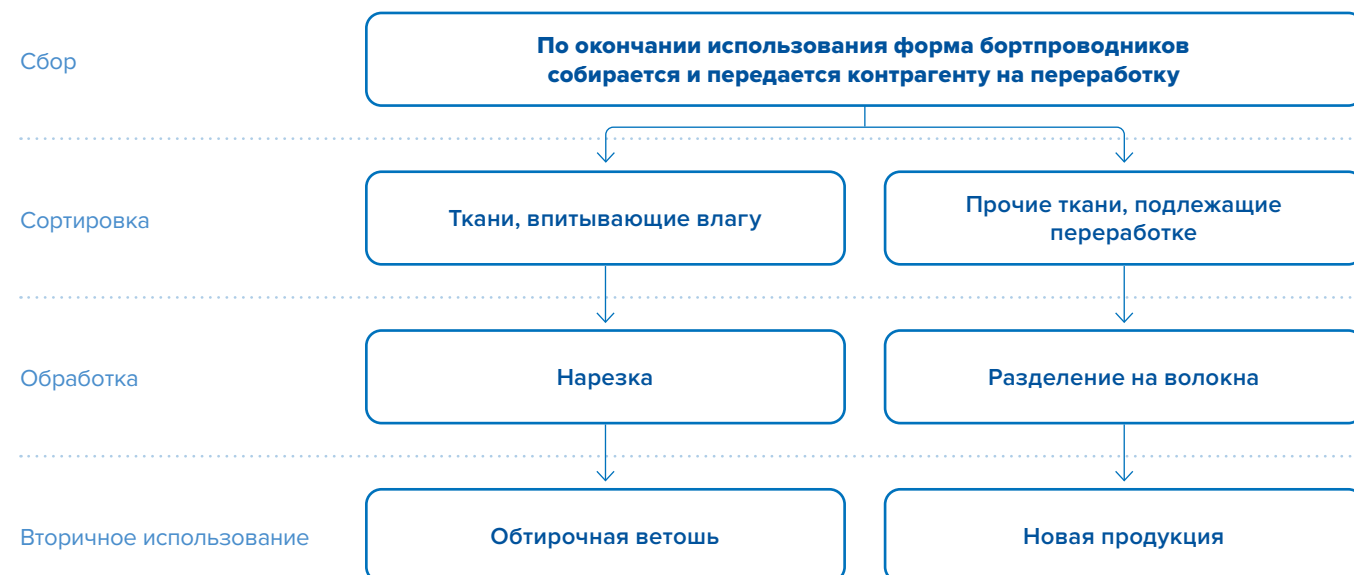 Сбор
По окончании использования форма бортпроводников
собирается и передается контрагенту на переработку
Сортировка
Ткани, впитывающие влагу
Прочие ткани, подлежащие
переработке
Обработка
Нарезка
Разделение на волокна
Вторичное использование
Обтирочная ветошь
Новая продукция